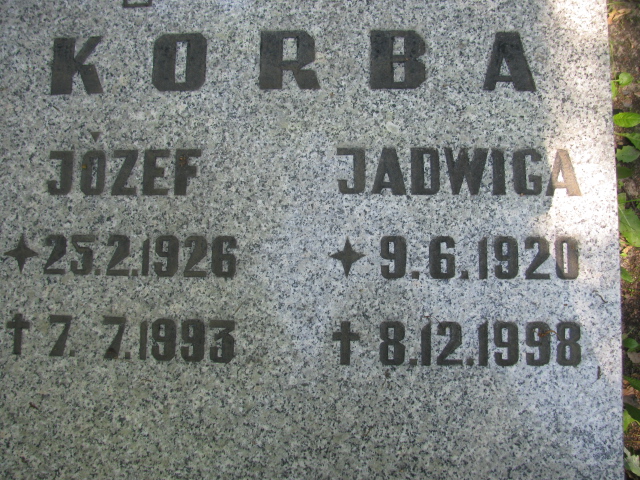 KORBA
JÓZEF JADWIGA
✦25.2.1926 ✦ 9.6.1920
✝ 7. 7.1993 ✝ 8.12.1998